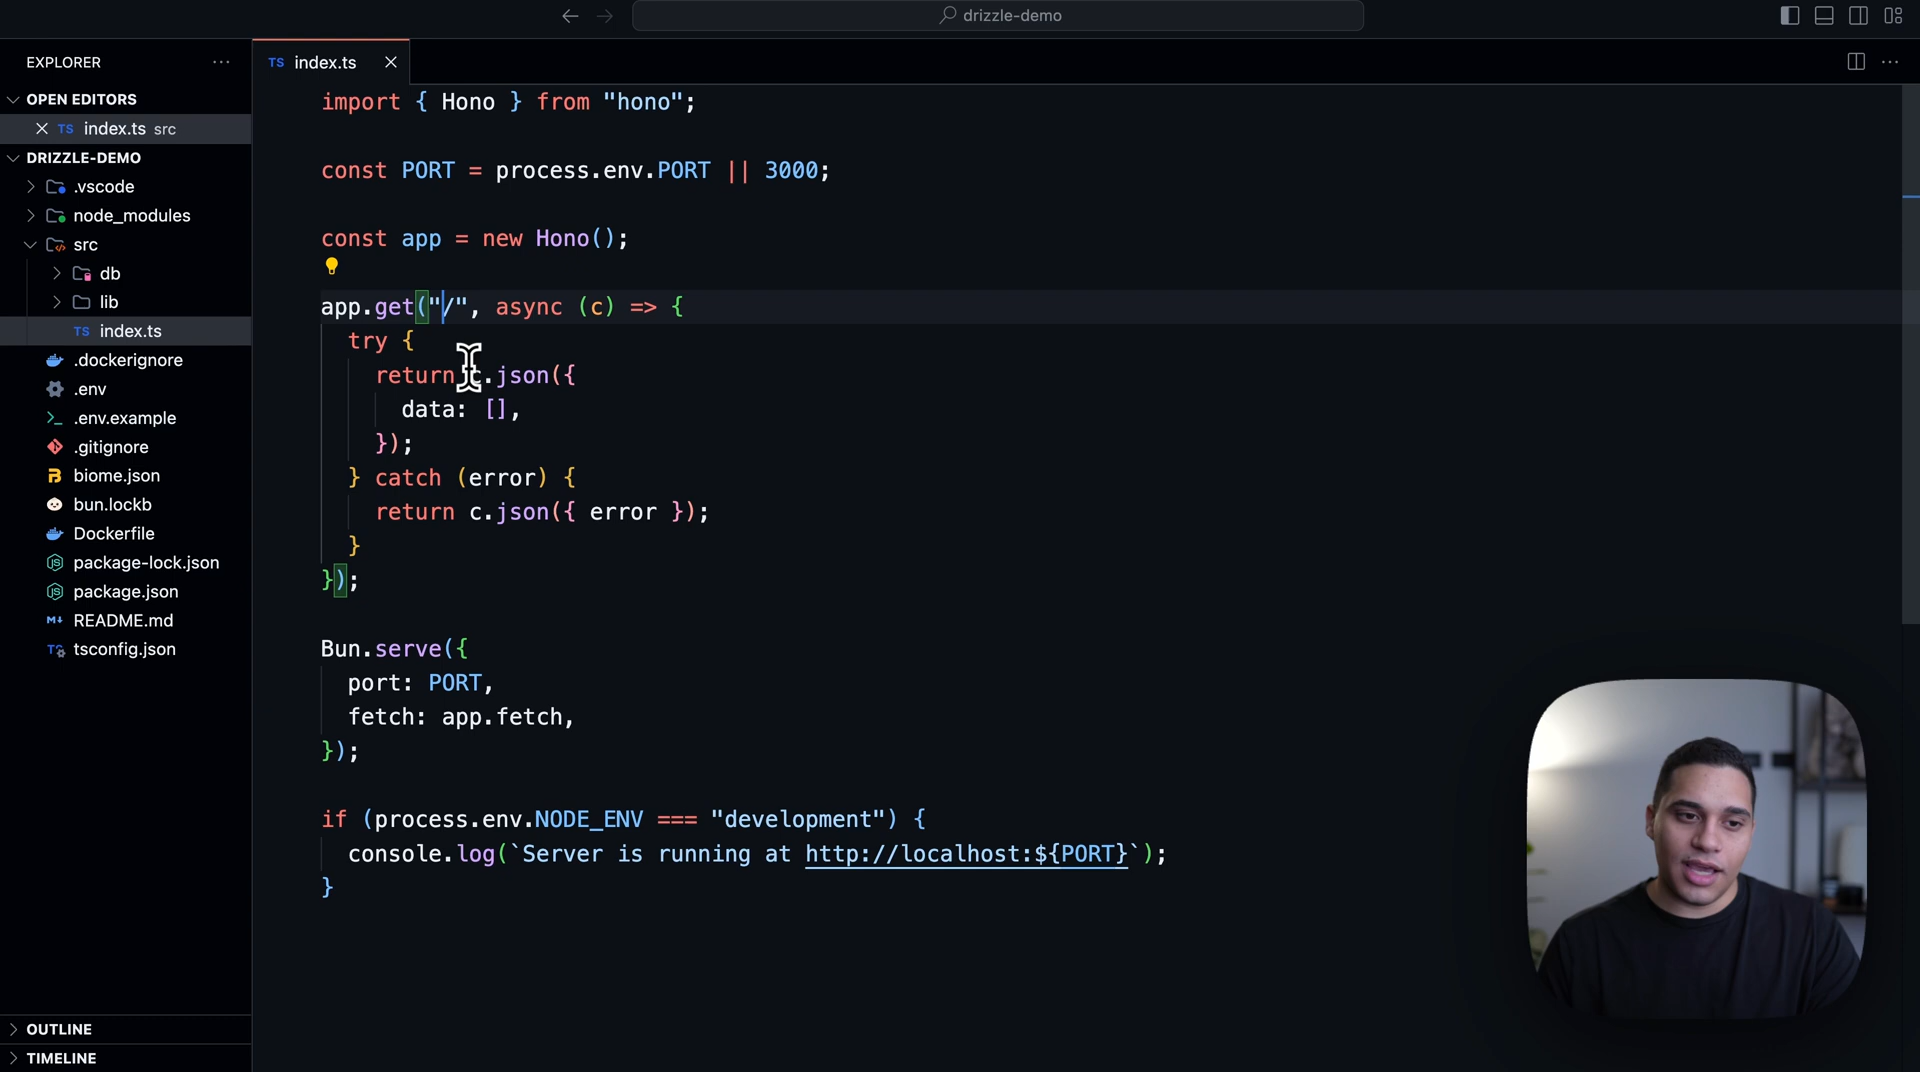 drizzle-demo
EXPLORER
TS index.ts
OPEN EDITORS
TS index.ts src
DRIZZLE-DEMO
.vscode
node_modules
src
db
lib
TS index.ts
.dockerignore
.env
.env.example
.gitignore
biome.json
bun.lockb
Dockerfile
package-lock.json
package.json
README.md
tsconfig.json
OUTLINE
TIMELINE
import { Hono } from "hono";
const PORT = process.env.PORT || 3000;
const app = new Hono();
app.get("/", async (c) => {
try {
return c.json({
data: [],
});
} catch (error) {
return c.json({ error });
}
});
Bun.serve({
port: PORT,
fetch: app.fetch,
});
if (process.env.NODE_ENV === "development") {
console.log(`Server is running at http://localhost:${PORT}`);
}